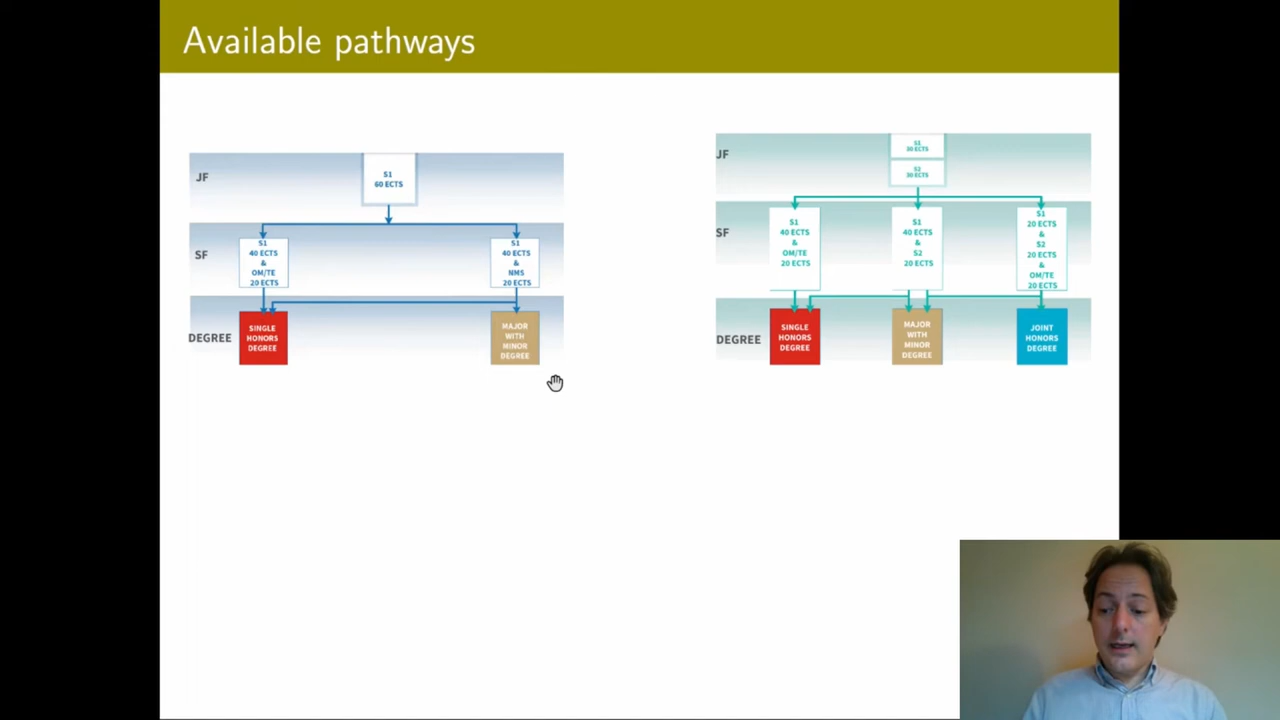 Available pathways
JF
S1
60 ECTS
SF
S1
40 ECTS
&
OM/TE
20 ECTS
S1
40 ECTS
&
NMS
20 ECTS
DEGREE
SINGLE
HONORS
DEGREE
MAJOR
WITH
MINOR
DEGREE
JF
S1
30 ECTS
S2
30 ECTS
SF
S1
40 ECTS
&
OM/TE
20 ECTS
S1
40 ECTS
&
S2
20 ECTS
S1
20 ECTS
&
S2
20 ECTS
&
OM/TE
20 ECTS
DEGREE
SINGLE
HONORS
DEGREE
MAJOR
WITH
MINOR
DEGREE
JOINT
HONORS
DEGREE